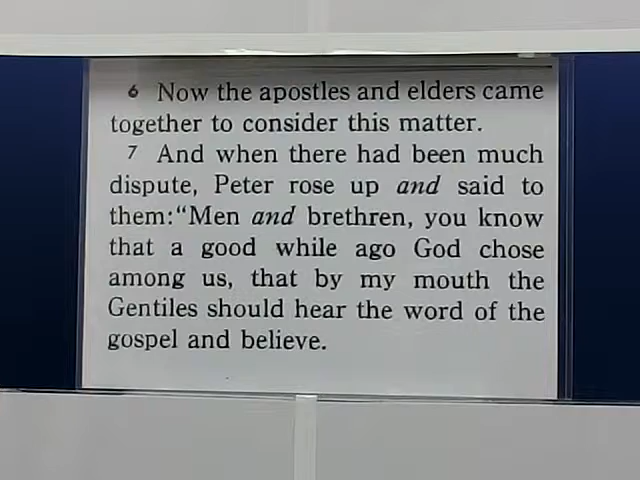 6 Now the apostles and elders came
together to consider this matter.
7 And when there had been much
dispute, Peter rose up and said to
them:“Men and brethren, you know
that a good while ago God chose
among us, that by my mouth the
Gentiles should hear the word of the
gospel and believe.